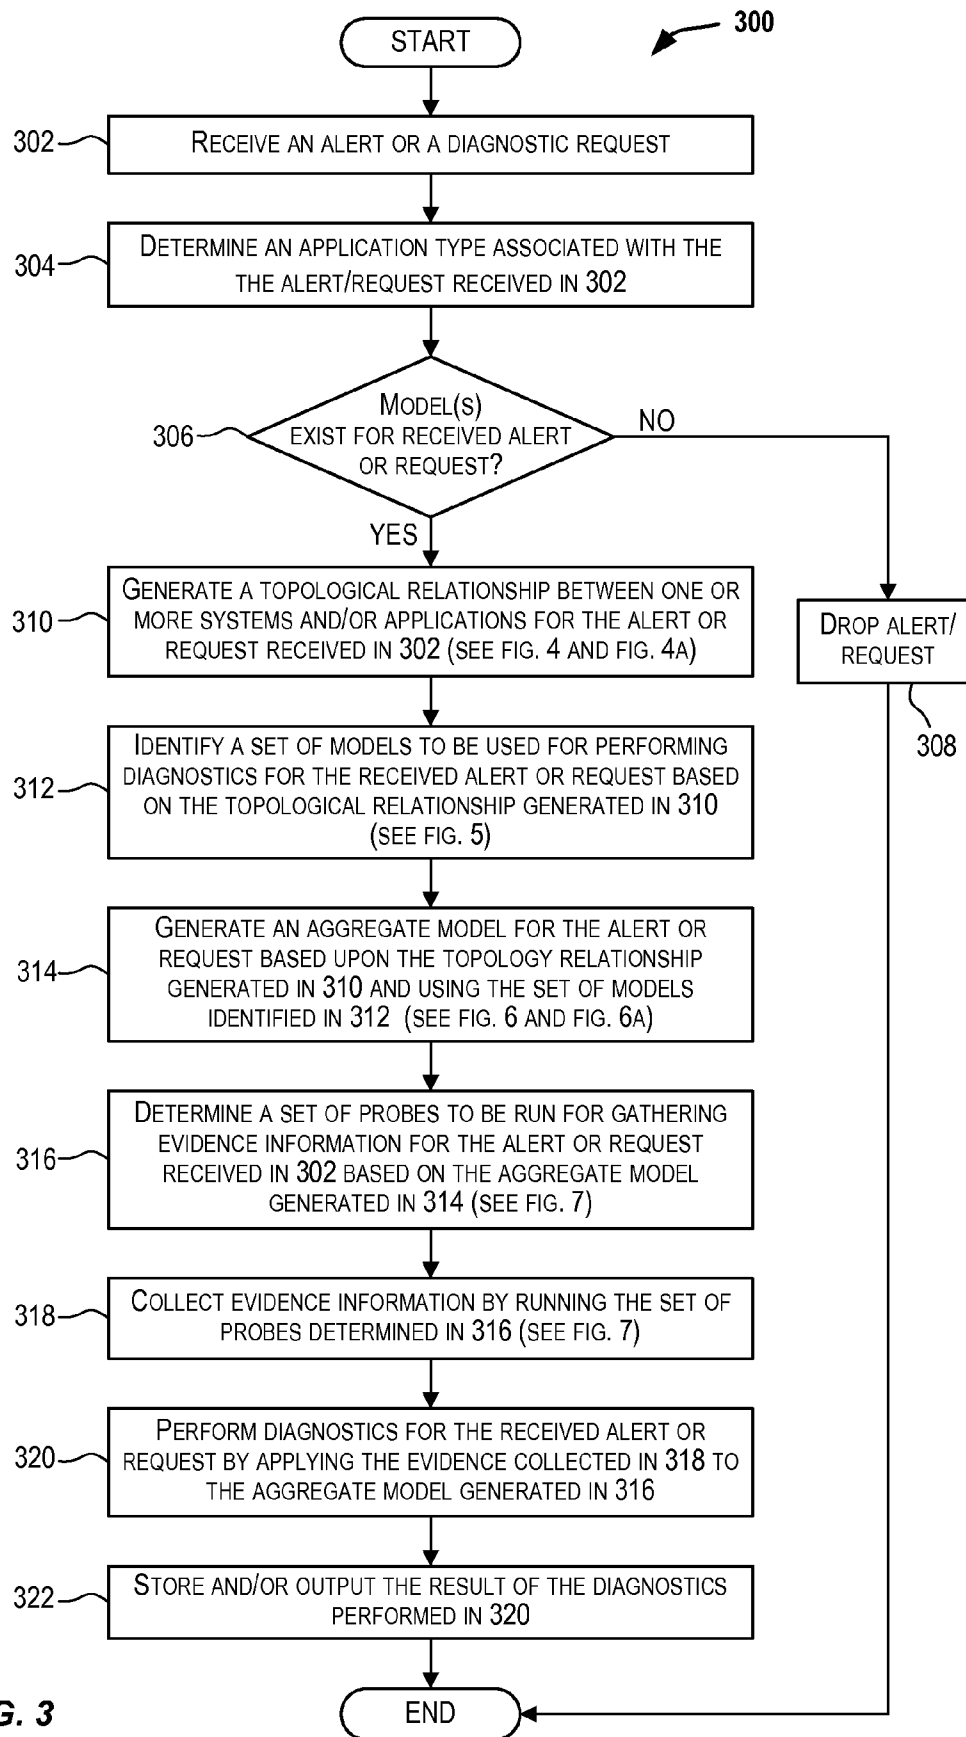 300
START
302
RECEIVE AN ALERT OR A DIAGNOSTIC REQUEST
304
DETERMINE AN APPLICATION TYPE ASSOCIATED WITH THE
THE ALERT/REQUEST RECEIVED IN 302
306
MODEL(S)
EXIST FOR RECEIVED ALERT
OR REQUEST?
NO
YES
310
GENERATE A TOPOLOGICAL RELATIONSHIP BETWEEN ONE OR
MORE SYSTEMS AND/OR APPLICATIONS FOR THE ALERT OR
REQUEST RECEIVED IN 302 (SEE FIG. 4 AND FIG. 4A)
DROP ALERT/
REQUEST
308
312
IDENTIFY A SET OF MODELS TO BE USED FOR PERFORMING
DIAGNOSTICS FOR THE RECEIVED ALERT OR REQUEST BASED
ON THE TOPOLOGICAL RELATIONSHIP GENERATED IN 310
(SEE FIG. 5)
314
GENERATE AN AGGREGATE MODEL FOR THE ALERT OR
REQUEST BASED UPON THE TOPOLOGY RELATIONSHIP
GENERATED IN 310 AND USING THE SET OF MODELS
IDENTIFIED IN 312 (SEE FIG. 6 AND FIG. 6A)
316
DETERMINE A SET OF PROBES TO BE RUN FOR GATHERING
EVIDENCE INFORMATION FOR THE ALERT OR REQUEST
RECEIVED IN 302 BASED ON THE AGGREGATE MODEL
GENERATED IN 314 (SEE FIG. 7)
318
COLLECT EVIDENCE INFORMATION BY RUNNING THE SET OF
PROBES DETERMINED IN 316 (SEE FIG. 7)
320
PERFORM DIAGNOSTICS FOR THE RECEIVED ALERT OR
REQUEST BY APPLYING THE EVIDENCE COLLECTED IN 318 TO
THE AGGREGATE MODEL GENERATED IN 316
322
STORE AND/OR OUTPUT THE RESULT OF THE DIAGNOSTICS
PERFORMED IN 320
END
G. 3